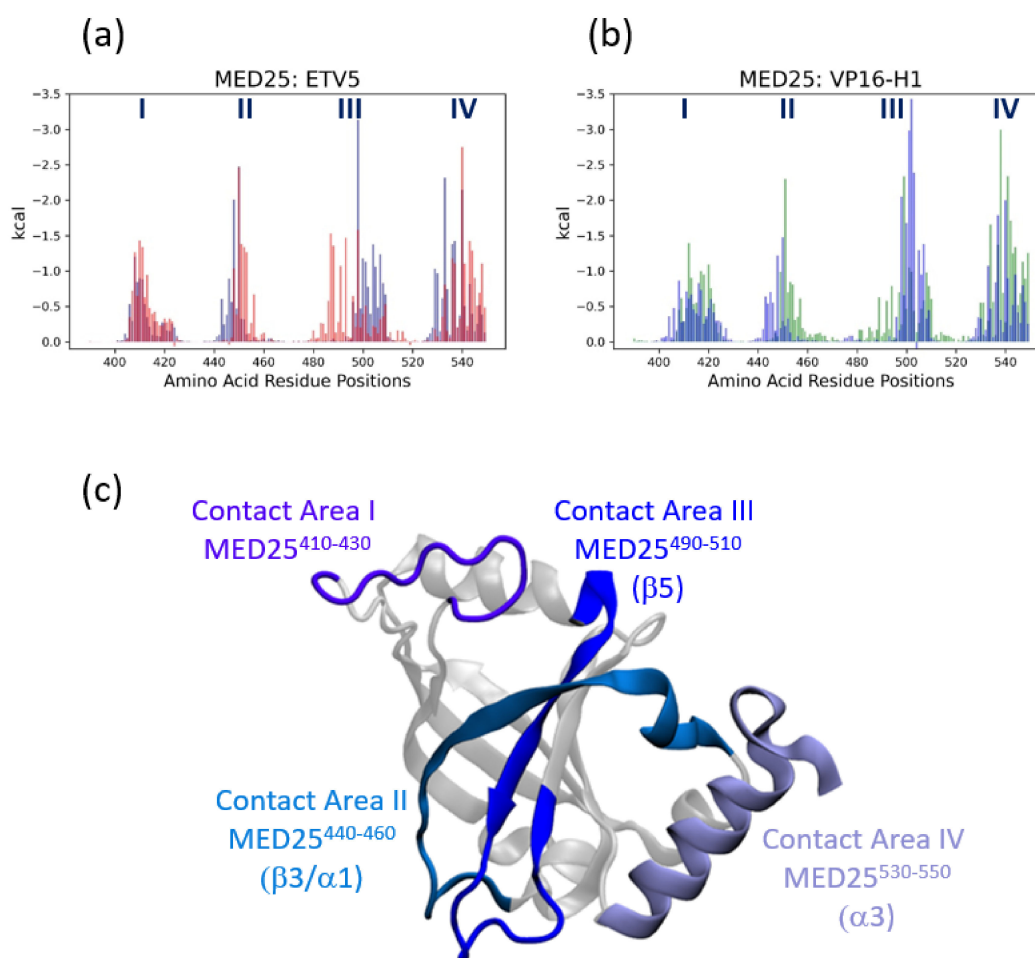 (a)
(b)
MED25: ETV5
MED25: VP16-H1
I II III IV
I II III IV
−3.5
−3.0
−2.5
−2.0
−1.5
−1.0
−0.5
0.0
kcal
400 420 440 460 480 500 520 540
Amino Acid Residue Positions
−3.5
−3.0
−2.5
−2.0
−1.5
−1.0
−0.5
0.0
kcal
400 420 440 460 480 500 520 540
Amino Acid Residue Positions
(c)
Contact Area I
MED25⁴¹⁰⁻⁴³⁰
Contact Area III
MED25⁴⁹⁰⁻⁵¹⁰
(β5)
Contact Area II
MED25⁴⁴⁰⁻⁴⁶⁰
(β3/α1)
Contact Area IV
MED25⁵³⁰⁻⁵⁵⁰
(α3)